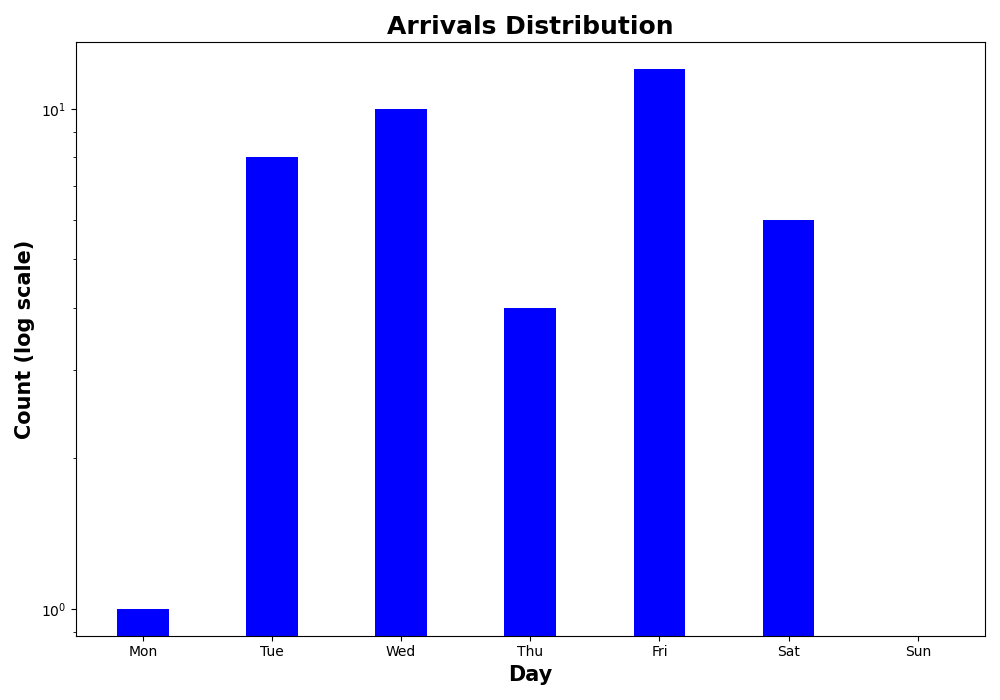 Arrivals Distribution
Count (log scale)
10¹
10⁰
Mon Tue Wed Thu Fri Sat Sun
Day